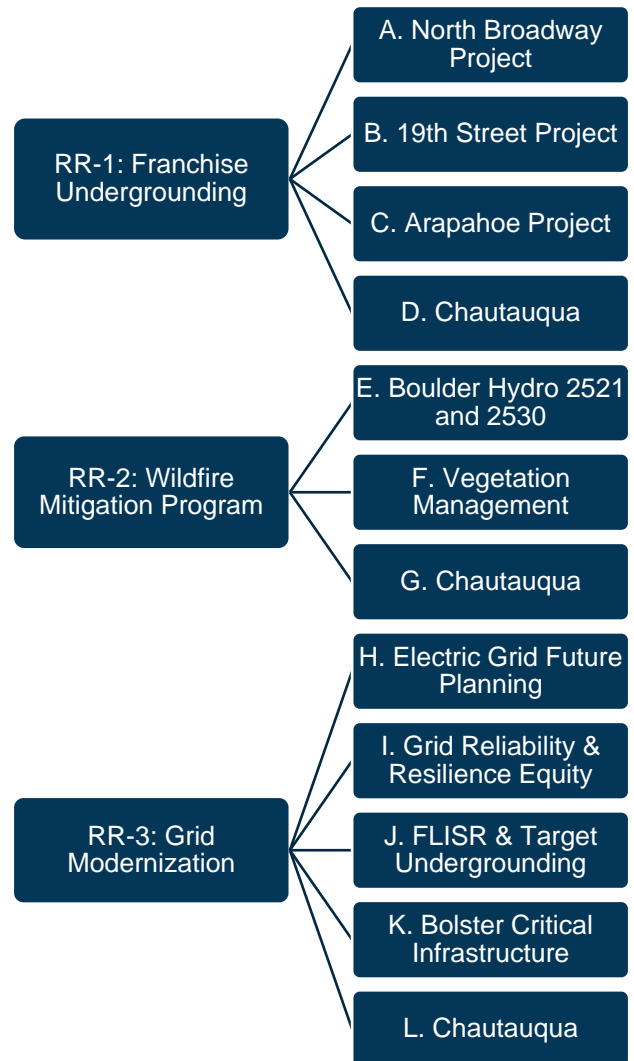 A. North Broadway
Project
RR-1: Franchise
Undergrounding
B. 19th Street Project
C. Arapahoe Project
D. Chautauqua
RR-2: Wildfire
Mitigation Program
E. Boulder Hydro 2521
and 2530
F. Vegetation
Management
G. Chautauqua
RR-3: Grid
Modernization
H. Electric Grid Future
Planning
I. Grid Reliability &
Resilience Equity
J. FLISR & Target
Undergrounding
K. Bolster Critical
Infrastructure
L. Chautauqua